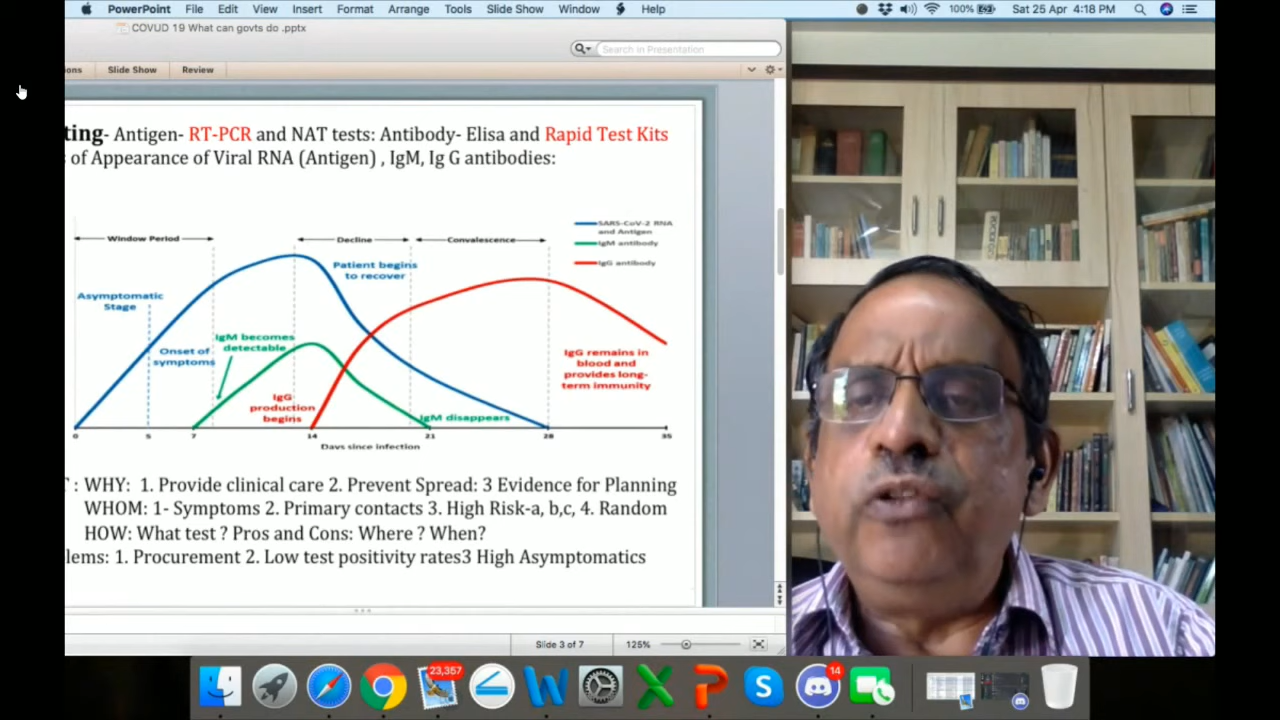 PowerPoint File Edit View Insert Format Arrange Tools Slide Show Window Help 100% Sat 25 Apr 4:18 PM
COVUD 19 What can govts do .pptx
Search in Presentation
ons Slide Show Review
ting- Antigen- RT-PCR and NAT tests: Antibody- Elisa and Rapid Test Kits
s of Appearance of Viral RNA (Antigen) , IgM, Ig G antibodies:
SARS-CoV-2 RNA
and Antigen
IgM antibody
IgG antibody
Window Period
Decline
Convalescence
Patient begins
to recover
Asymptomatic
Stage
Onset of
symptoms
IgM becomes
detectable
IgG
production
begins
IgM disappears
IgG remains in
blood and
provides long-
term immunity
0 5 7 14 21 28 35
Days since infection
T : WHY: 1. Provide clinical care 2. Prevent Spread: 3 Evidence for Planning
WHOM: 1- Symptoms 2. Primary contacts 3. High Risk-a, b,c, 4. Random
HOW: What test ? Pros and Cons: Where ? When?
lems: 1. Procurement 2. Low test positivity rates3 High Asymptomatics
Slide 3 of 7 125%
23,357
14